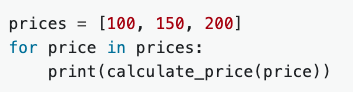 prices = [100, 150, 200]
for price in prices:
    print(calculate_price(price))